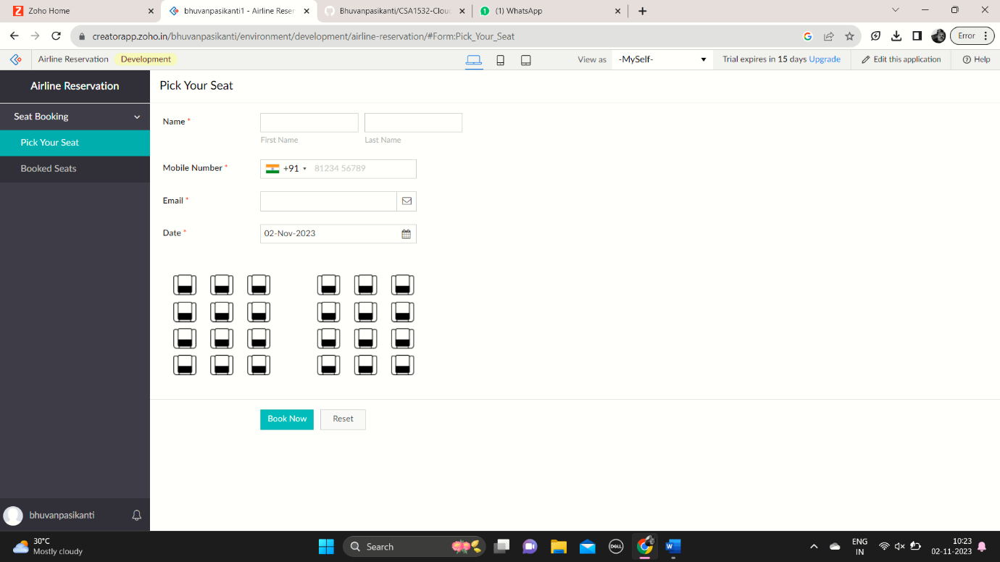 Zoho Home
bhuvanpasikanti1 - Airline Reser
Bhuvanpasikanti/CSA1532-Cloud
(1) WhatsApp
creatorapp.zoho.in/bhuvanpasikanti/environment/development/airline-reservation/#Form:Pick_Your_Seat
Error
Airline Reservation Development
View as -MySelf-
Trial expires in 15 days Upgrade
Edit this application
Help
Airline Reservation
Seat Booking
Pick Your Seat
Booked Seats
bhuvanpasikanti
Pick Your Seat
Name *
First Name Last Name
Mobile Number * +91 81234 56789
Email *
Date * 02-Nov-2023
Book Now Reset
30°C
Mostly cloudy
Search
DELL
ENG
IN
10:23
02-11-2023